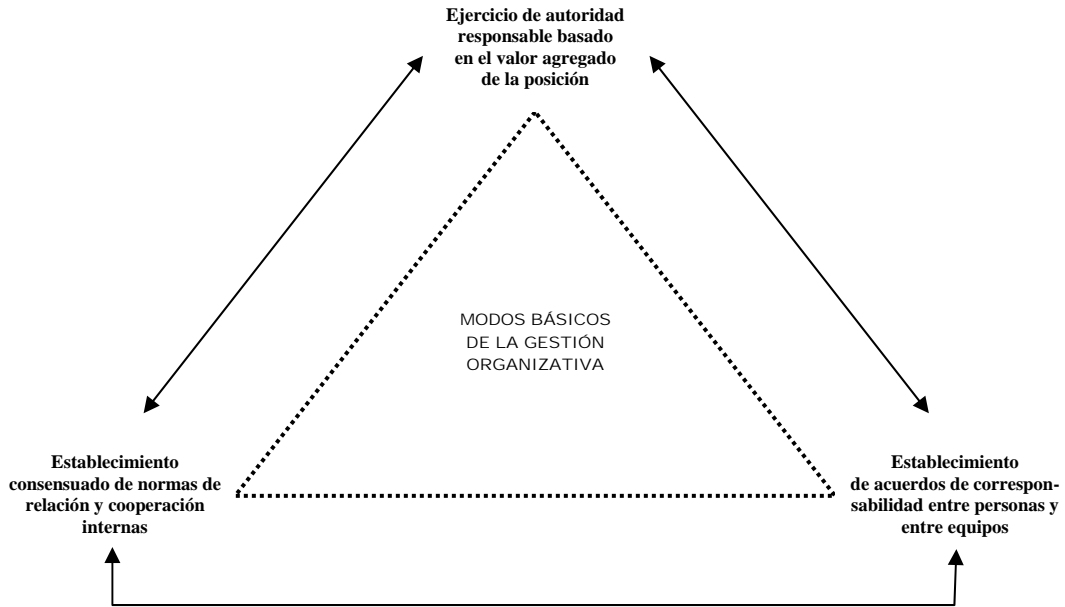 Ejercicio de autoridad
responsable basado
en el valor agregado
de la posición
MODOS BÁSICOS
DE LA GESTIÓN
ORGANIZATIVA
Establecimiento
consensuado de normas de
relación y cooperación
internas
Establecimiento
de acuerdos de correspon-
sabilidad entre personas y
entre equipos